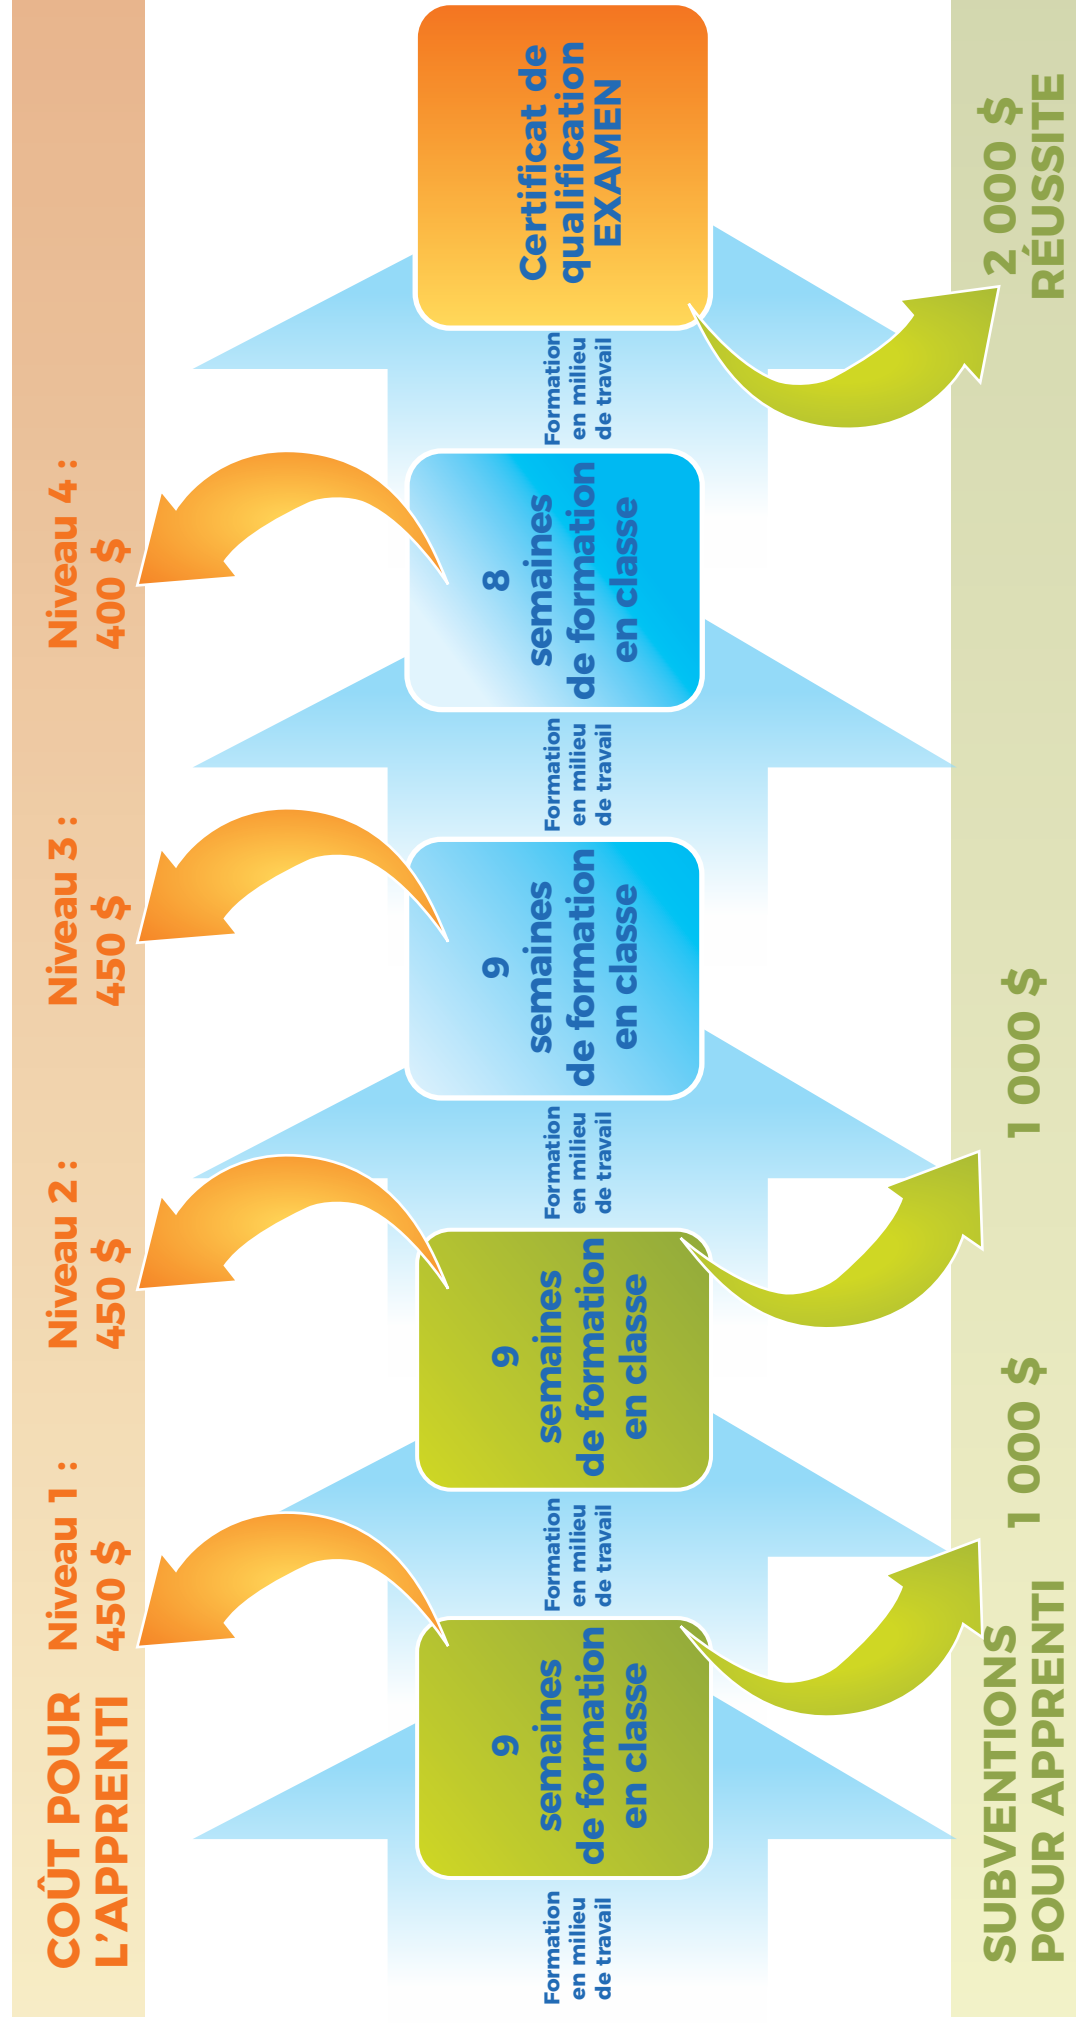 COÛT POUR
L'APPRENTI
Niveau 1 :
450 $
Niveau 2 :
450 $
Niveau 3 :
450 $
Niveau 4 :
400 $
Formation
en milieu
de travail
9
semaines
de formation
en classe
Formation
en milieu
de travail
9
semaines
de formation
en classe
Formation
en milieu
de travail
9
semaines
de formation
en classe
Formation
en milieu
de travail
8
semaines
de formation
en classe
Formation
en milieu
de travail
Certificat de
qualification
EXAMEN
SUBVENTIONS
POUR APPRENTI
1 000 $
1 000 $
2 000 $
RÉUSSITE